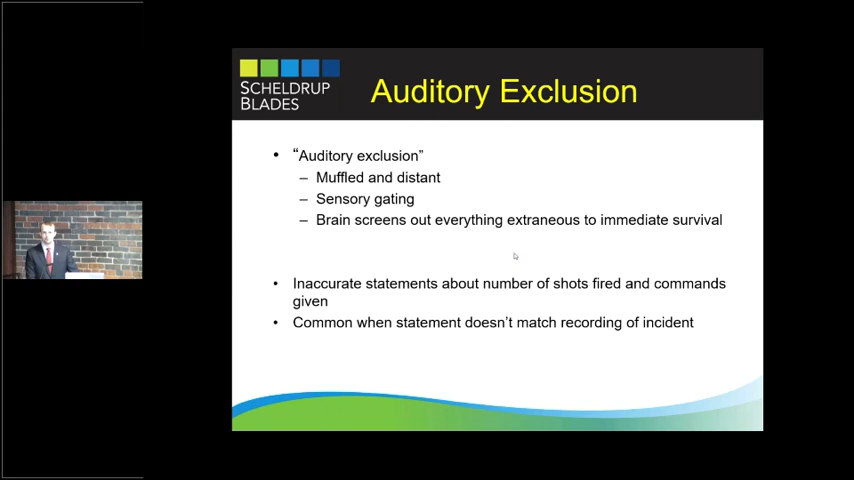 SCHELDRUP
BLADES
Auditory Exclusion
• “Auditory exclusion”
– Muffled and distant
– Sensory gating
– Brain screens out everything extraneous to immediate survival
• Inaccurate statements about number of shots fired and commands
given
• Common when statement doesn’t match recording of incident